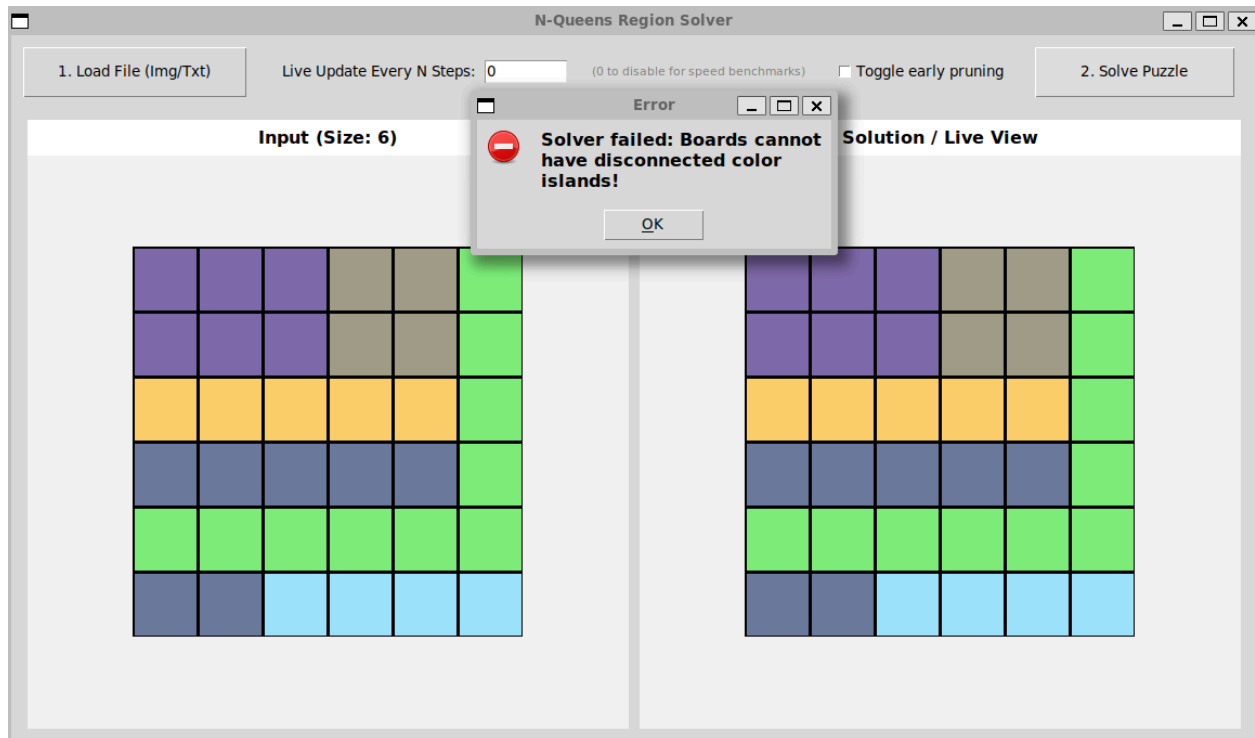 N-Queens Region Solver
1. Load File (Img/Txt)
Live Update Every N Steps: 0
(0 to disable for speed benchmarks)
Toggle early pruning
2. Solve Puzzle
Error
Solver failed: Boards cannot
have disconnected color
islands!
OK
Input (Size: 6)
Solution / Live View